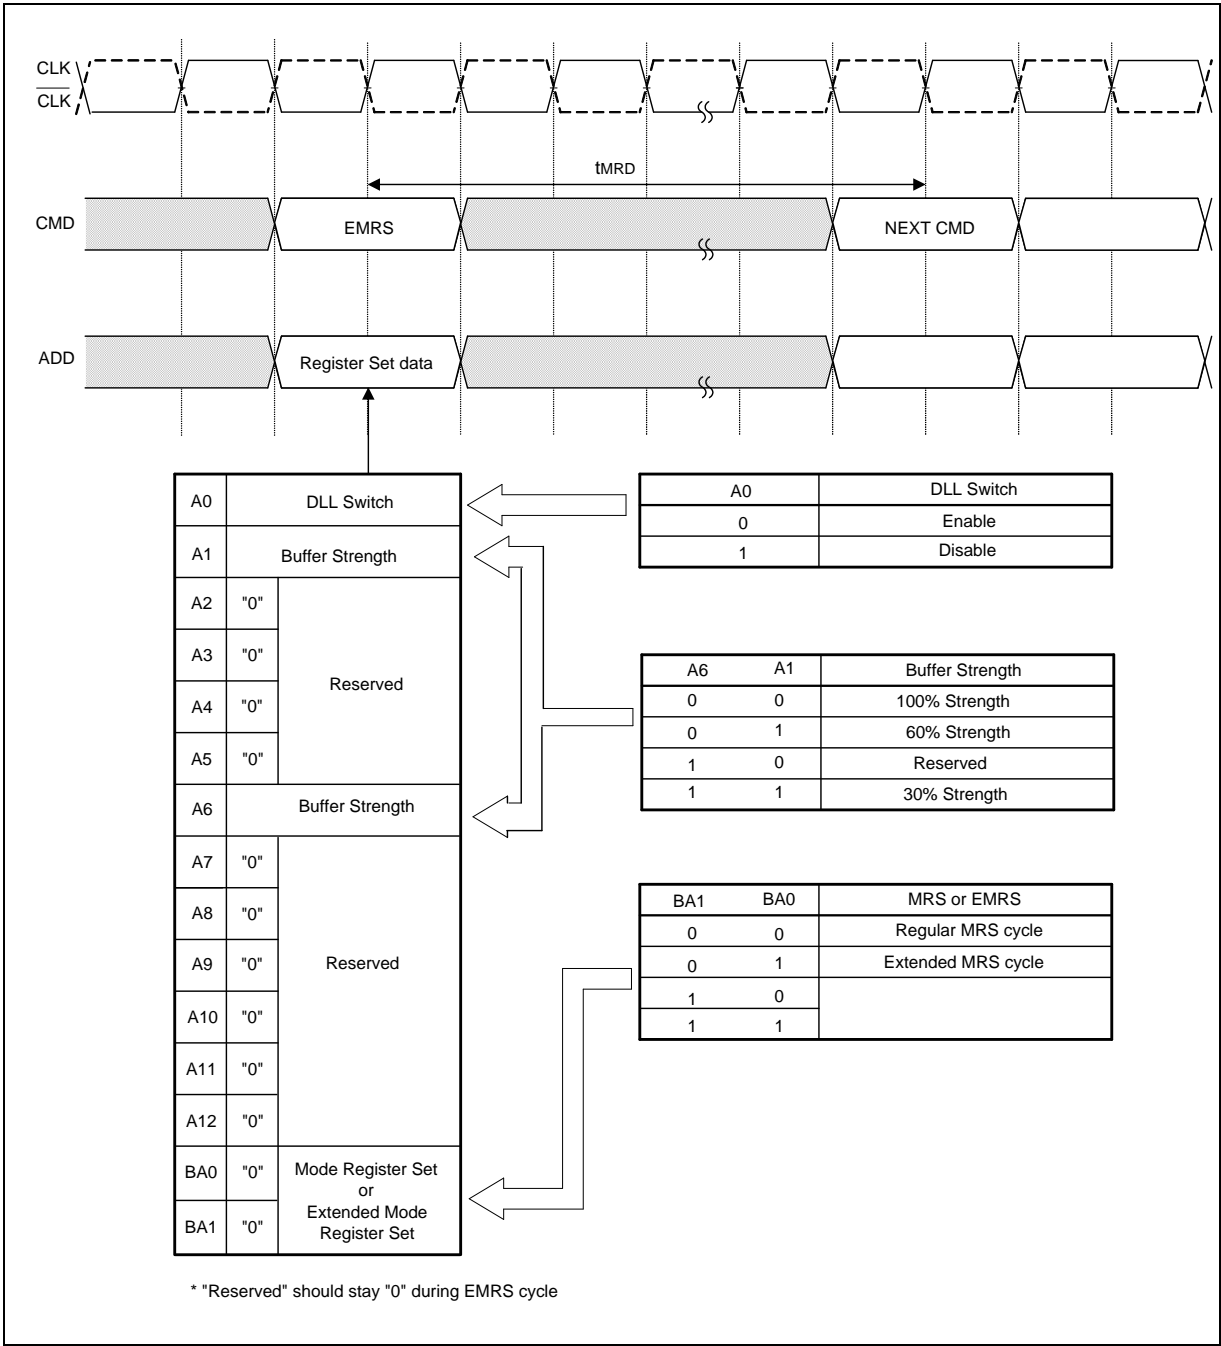 CLK
CLK
tMRD
CMD
EMRS
NEXT CMD
ADD
Register Set data
A0 DLL Switch
A1 Buffer Strength
A2 "0"
A3 "0"
Reserved
A4 "0"
A5 "0"
A6 Buffer Strength
A7 "0"
A8 "0"
A9 "0" Reserved
A10 "0"
A11 "0"
A12 "0"
BA0 "0"
BA1 "0"
Mode Register Set
or
Extended Mode
Register Set
A0 DLL Switch
0 Enable
1 Disable
A6 A1 Buffer Strength
0 0 100% Strength
0 1 60% Strength
1 0 Reserved
1 1 30% Strength
BA1 BA0 MRS or EMRS
0 0 Regular MRS cycle
0 1 Extended MRS cycle
1 0
1 1
* "Reserved" should stay "0" during EMRS cycle